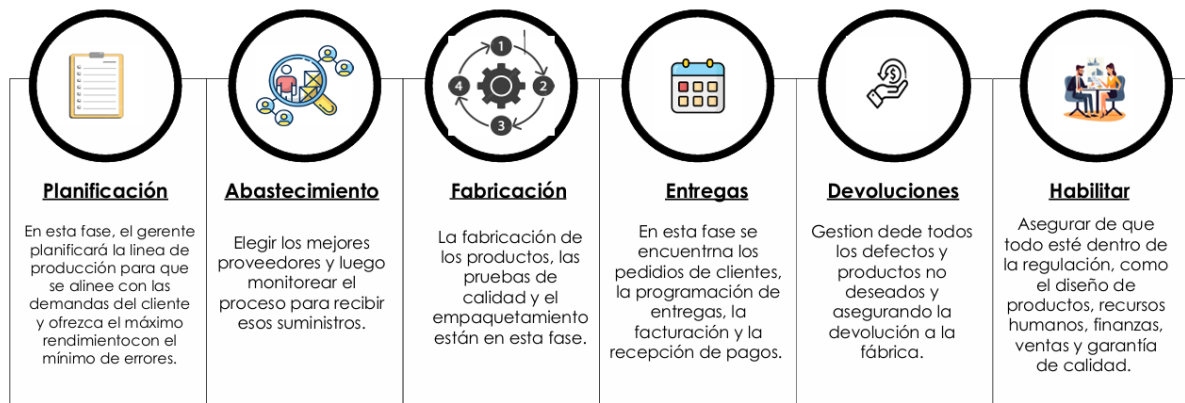 Planificación
En esta fase, el gerente
planificará la linea de
producción para que
se alinee con las
demandas del cliente
y ofrezca el máximo
rendimientocon el
mínimo de errores.
Abastecimiento
Elegir los mejores
proveedores y luego
monitorear el
proceso para recibir
esos suministros.
1
2
3
4
Fabricación
La fabricación de
los productos, las
pruebas de
calidad y el
empaquetamiento
están en esta fase.
Entregas
En esta fase se
encuentrna los
pedidios de clientes,
la programación de
entregas, la
facturación y la
recepción de pagos.
$
Devoluciones
Gestion dede todos
los defectos y
productos no
deseados y
asegurando la
devolución a la
fábrica.
Habilitar
Asegurar de que
todo esté dentro de
la regulación, como
el diseño de
productos, recursos
humanos, finanzas,
ventas y garantía
de calidad.